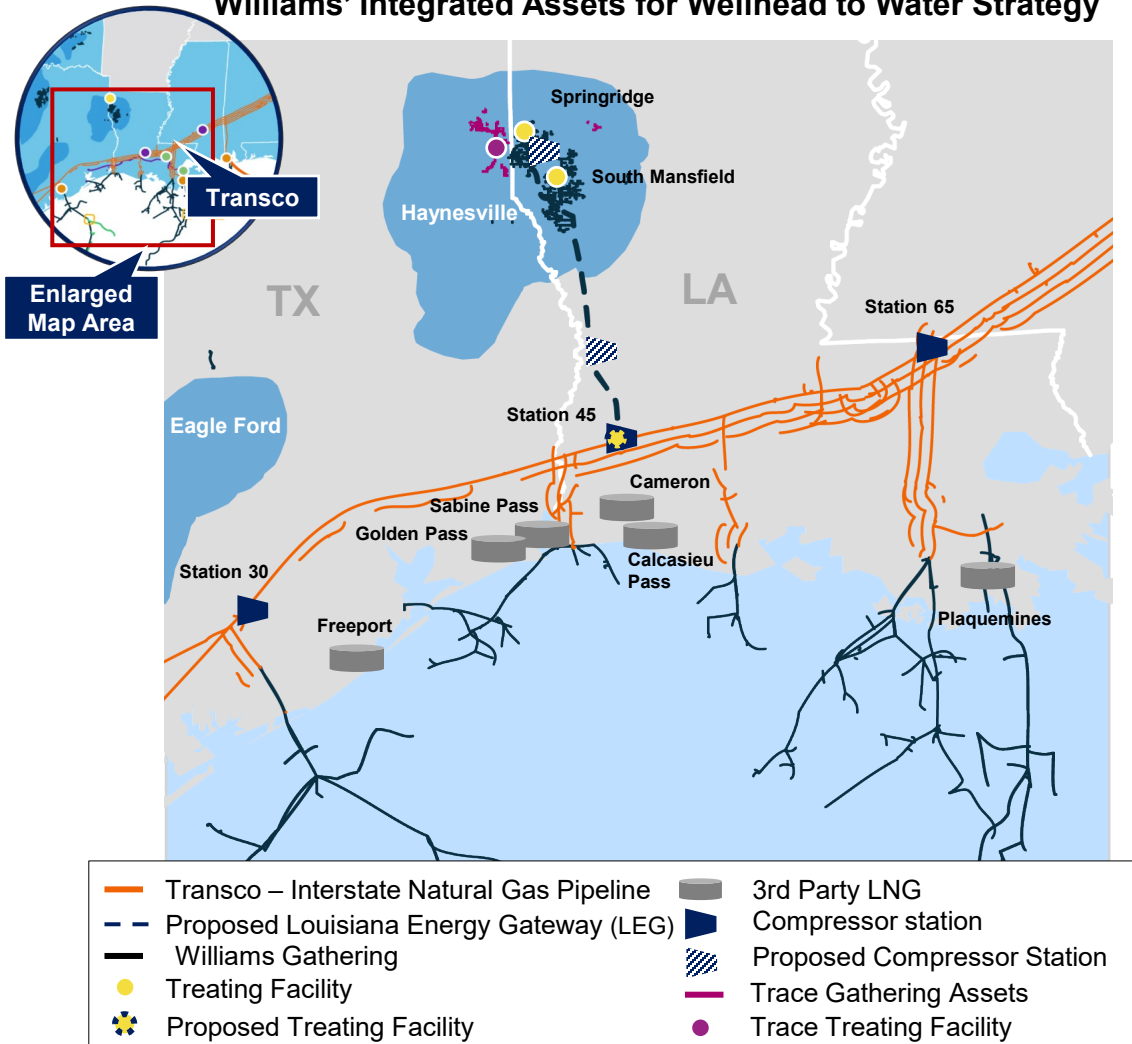 Williams' Integrated Assets for Wellhead to Water Strategy
Springridge
South Mansfield
Haynesville
Transco
Enlarged
Map Area
TX
LA
Station 65
Eagle Ford
Station 45
Cameron
Sabine Pass
Golden Pass
Calcasieu
Pass
Station 30
Freeport
Plaquemines
Transco – Interstate Natural Gas Pipeline
Proposed Louisiana Energy Gateway (LEG)
Williams Gathering
Treating Facility
Proposed Treating Facility
3rd Party LNG
Compressor station
Proposed Compressor Station
Trace Gathering Assets
Trace Treating Facility